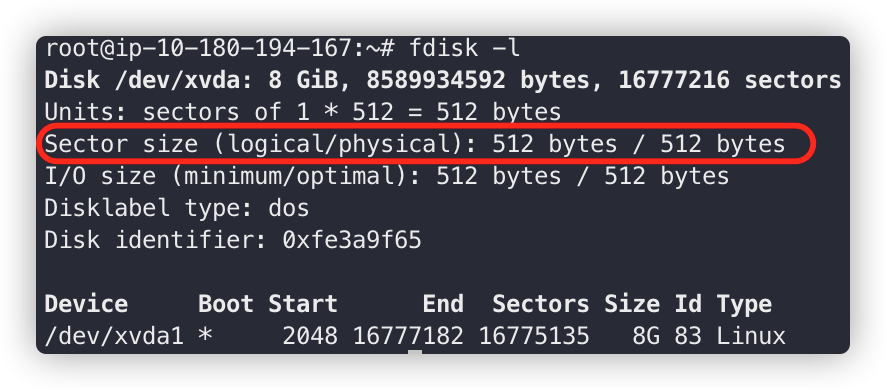 root@ip-10-180-194-167:~# fdisk -l
Disk /dev/xvda: 8 GiB, 8589934592 bytes, 16777216 sectors
Units: sectors of 1 * 512 = 512 bytes
Sector size (logical/physical): 512 bytes / 512 bytes
I/O size (minimum/optimal): 512 bytes / 512 bytes
Disklabel type: dos
Disk identifier: 0xfe3a9f65
Device     Boot Start      End  Sectors Size Id Type
/dev/xvda1 *     2048 16777182 16775135   8G 83 Linux